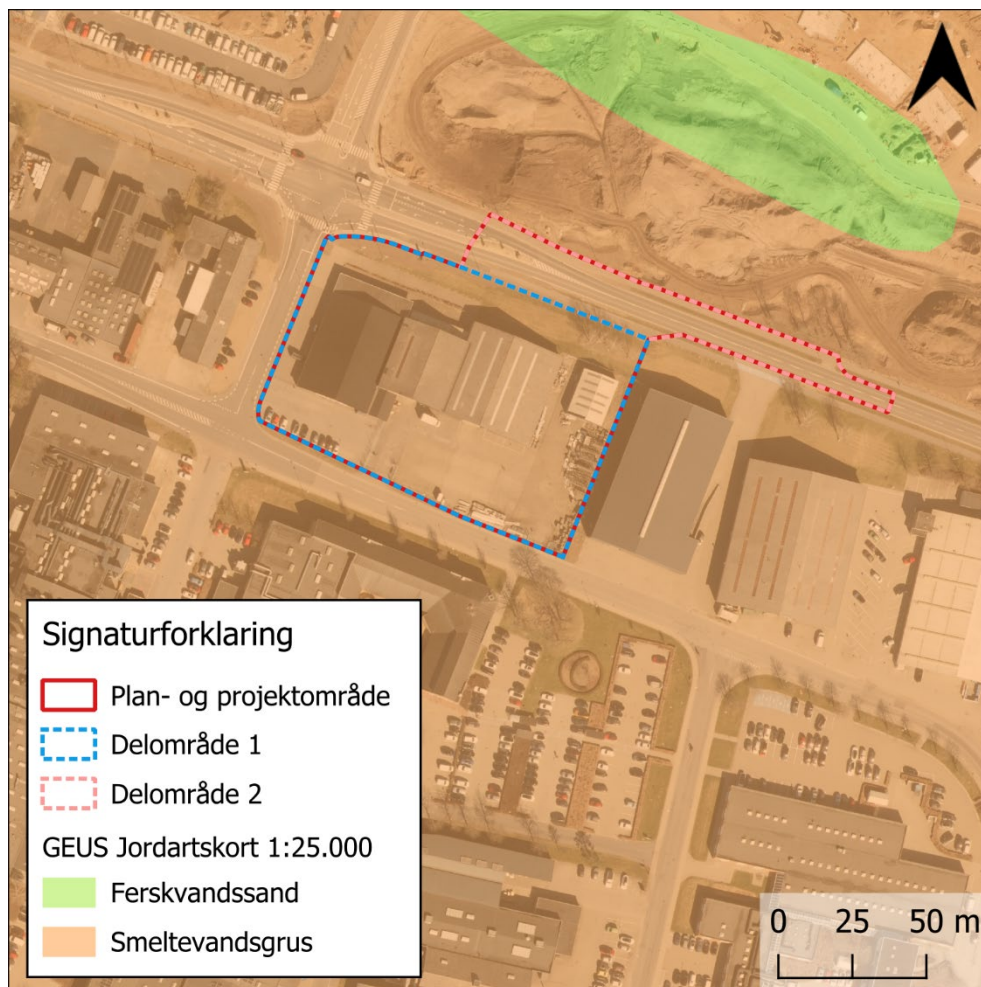 Signaturforklaring
Plan- og projektområde
Delområde 1
Delområde 2
GEUS Jordartskort 1:25.000
Ferskvandssand
Smeltevandsgrus
0 25 50 m